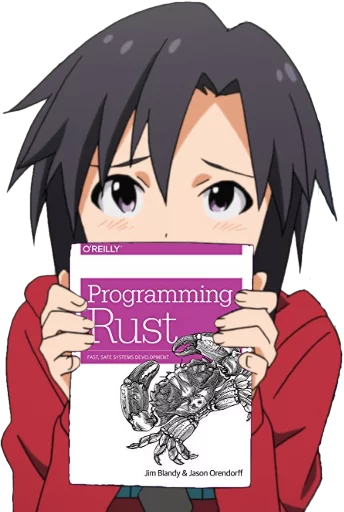 O'REILLY®
Programming
Rust
FAST, SAFE SYSTEMS DEVELOPMENT
Jim Blandy & Jason Orendorff